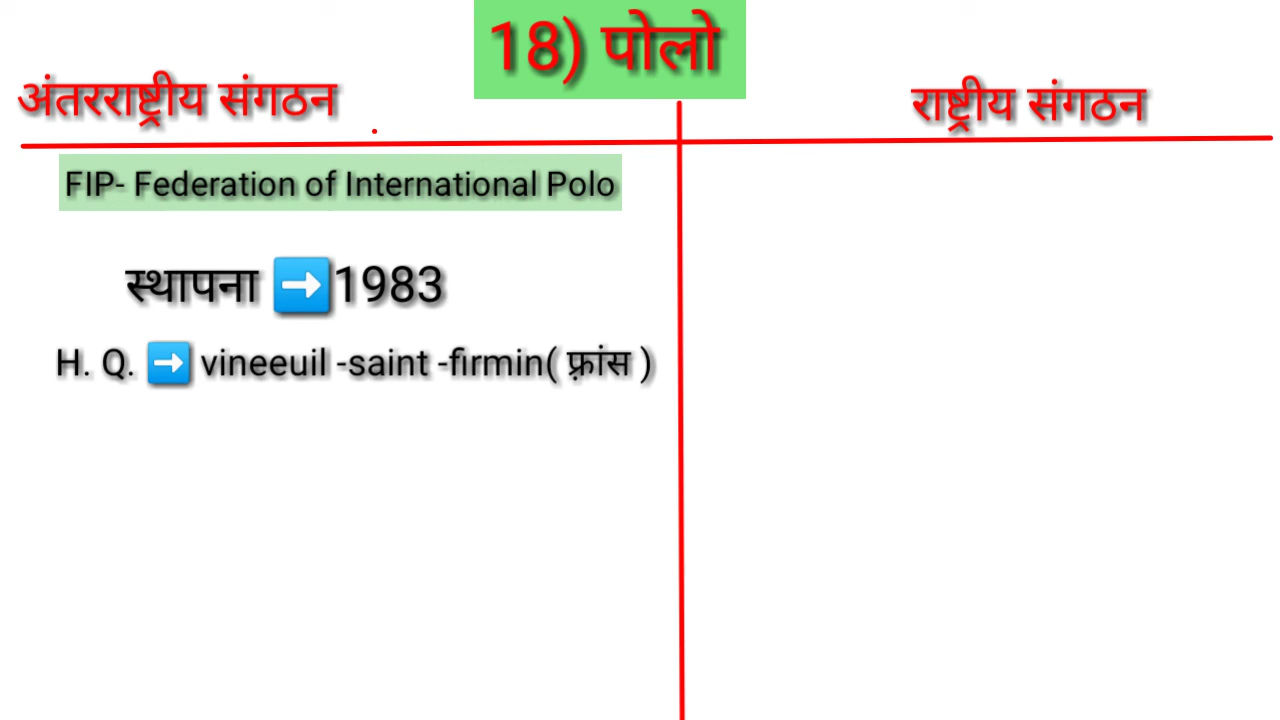 18) पोलो
अंतरराष्ट्रीय संगठन
राष्ट्रीय संगठन
FIP- Federation of International Polo
स्थापना ➡️1983
H. Q. ➡️ vineeuil -saint -firmin( फ़्रांस )